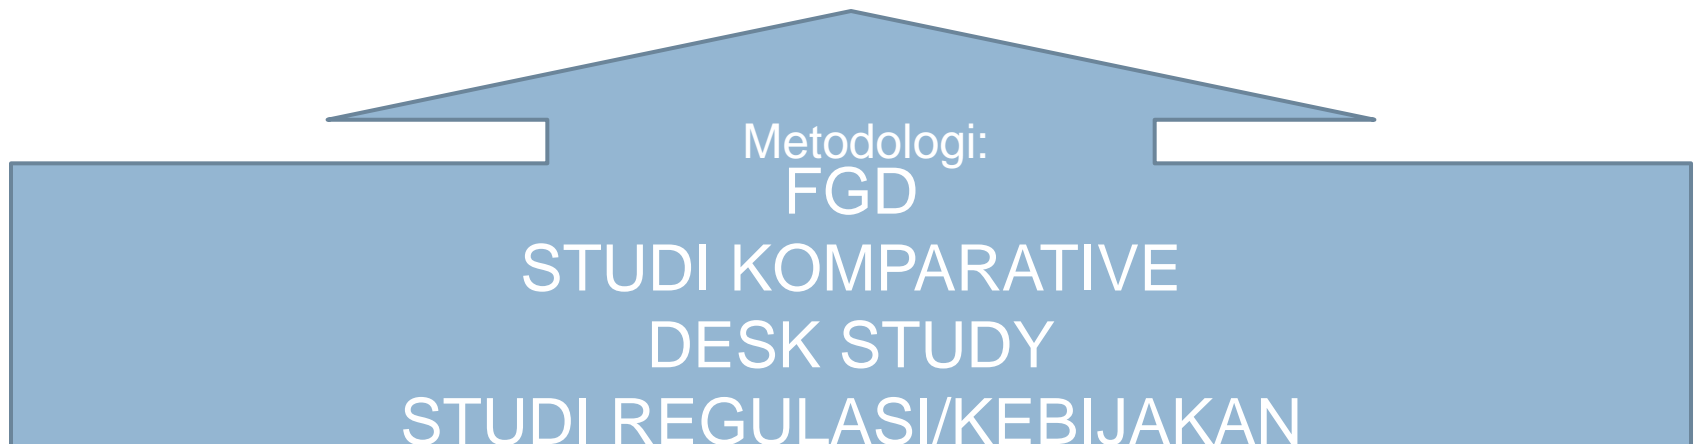 Metodologi:
FGD
STUDI KOMPARATIVE
DESK STUDY
STUDI REGULASI/KEBIJAKAN